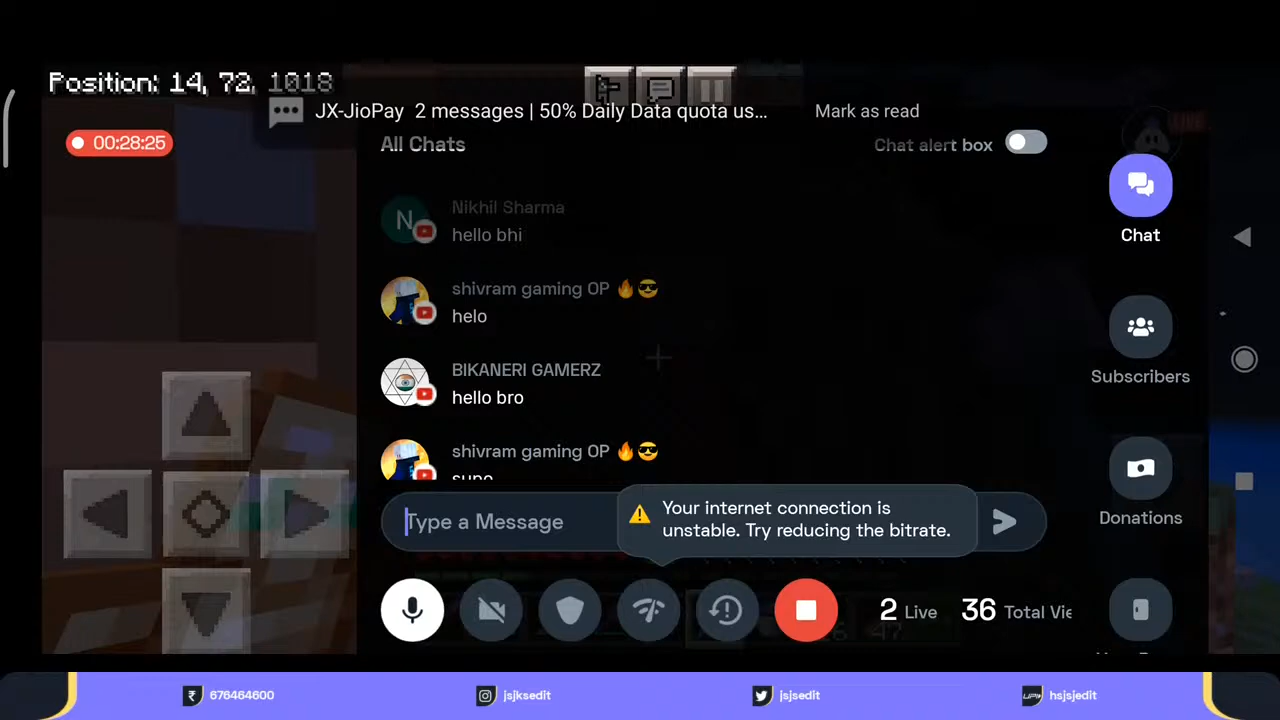 Position: 14, 72, 1018
JX-JioPay 2 messages | 50% Daily Data quota us...
Mark as read
00:28:25
All Chats
Chat alert box
LIVE
Nikhil Sharma
N
hello bhi
Chat
shivram gaming OP 🔥😎
helo
BIKANERI GAMERZ
hello bro
Subscribers
shivram gaming OP 🔥😎
Type a Message
Your internet connection is
unstable. Try reducing the bitrate.
Donations
2 Live
36 Total Vie
676464600
jsjksedit
jsjsedit
UPI
hsjsjedit